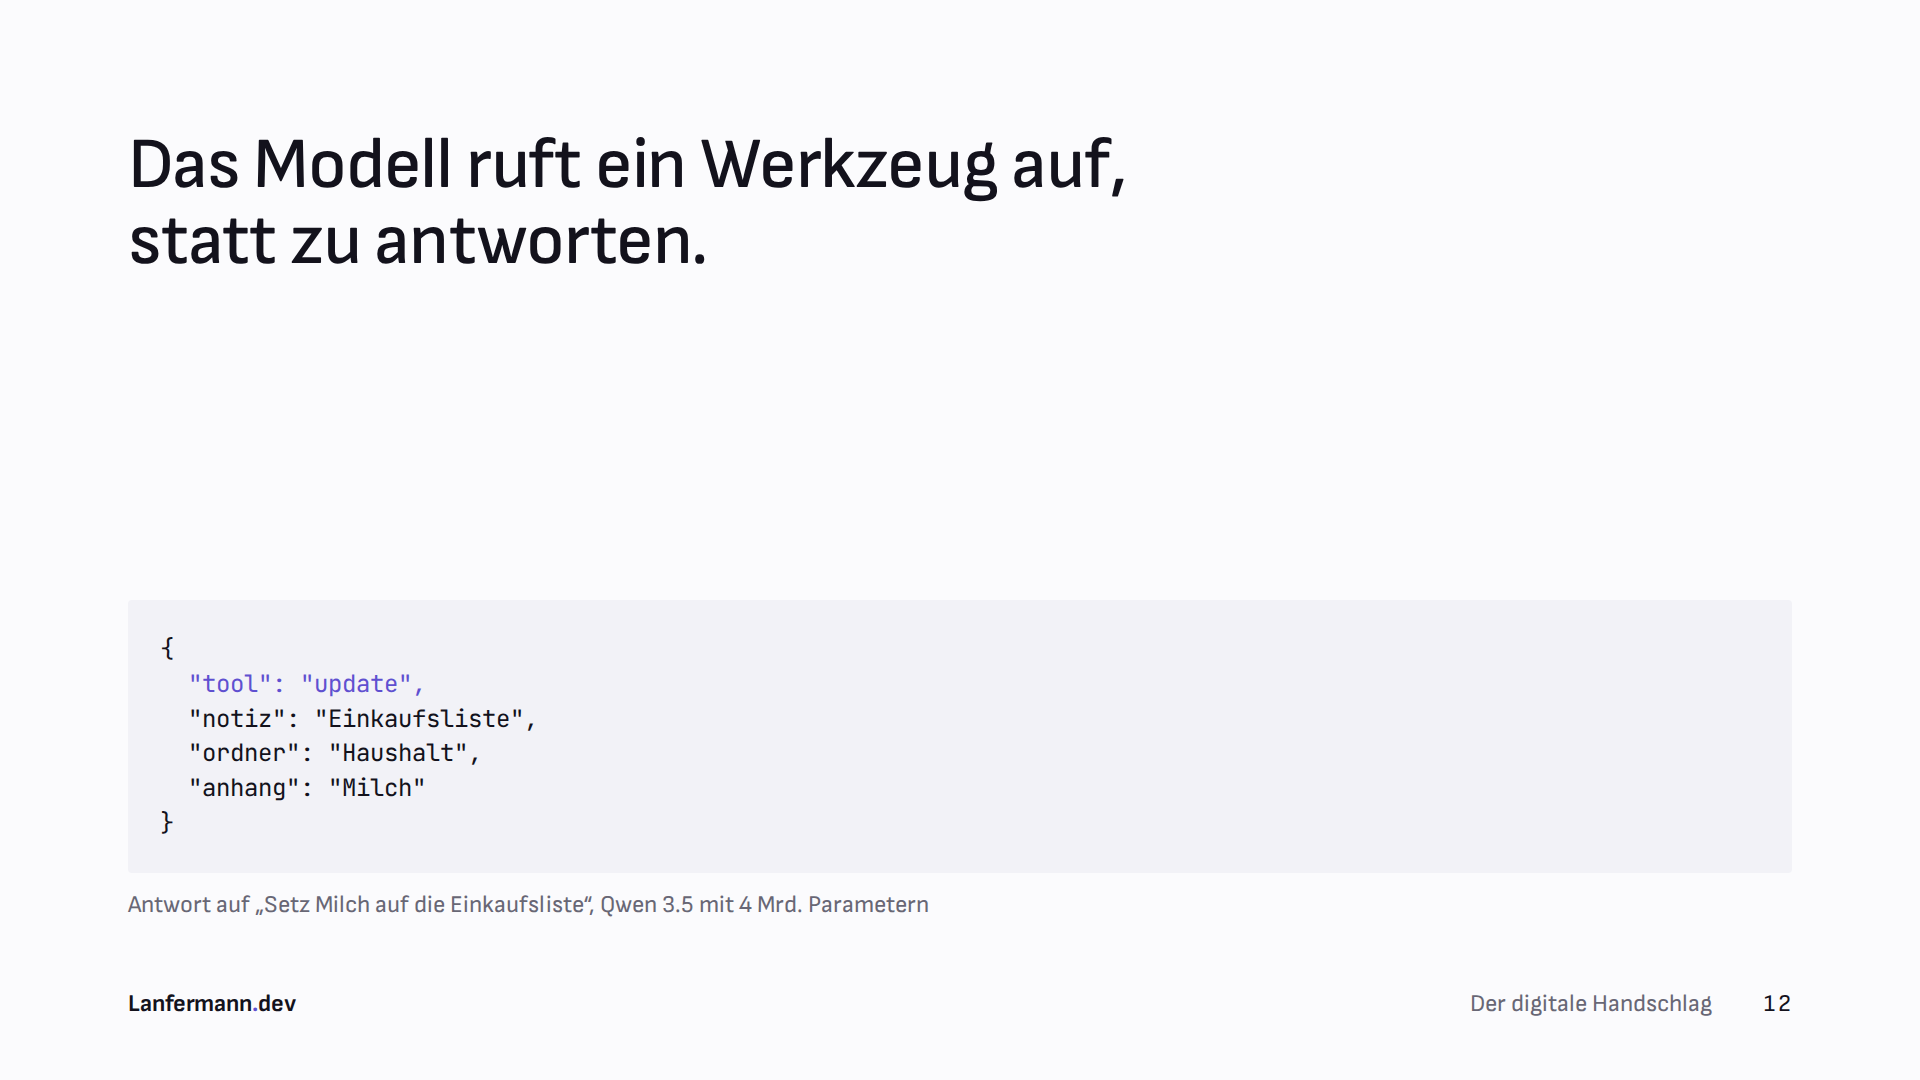 Das Modell ruft ein Werkzeug auf,
statt zu antworten.
{
  "tool": "update",
  "notiz": "Einkaufsliste",
  "ordner": "Haushalt",
  "anhang": "Milch"
}
Antwort auf „Setz Milch auf die Einkaufsliste“, Qwen 3.5 mit 4 Mrd. Parametern
Lanfermann.dev
Der digitale Handschlag 12